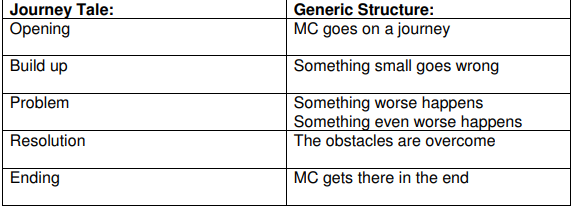 Journey Tale: Generic Structure:
Opening MC goes on a journey
Build up Something small goes wrong
Problem Something worse happens
Something even worse happens
Resolution The obstacles are overcome
Ending MC gets there in the end